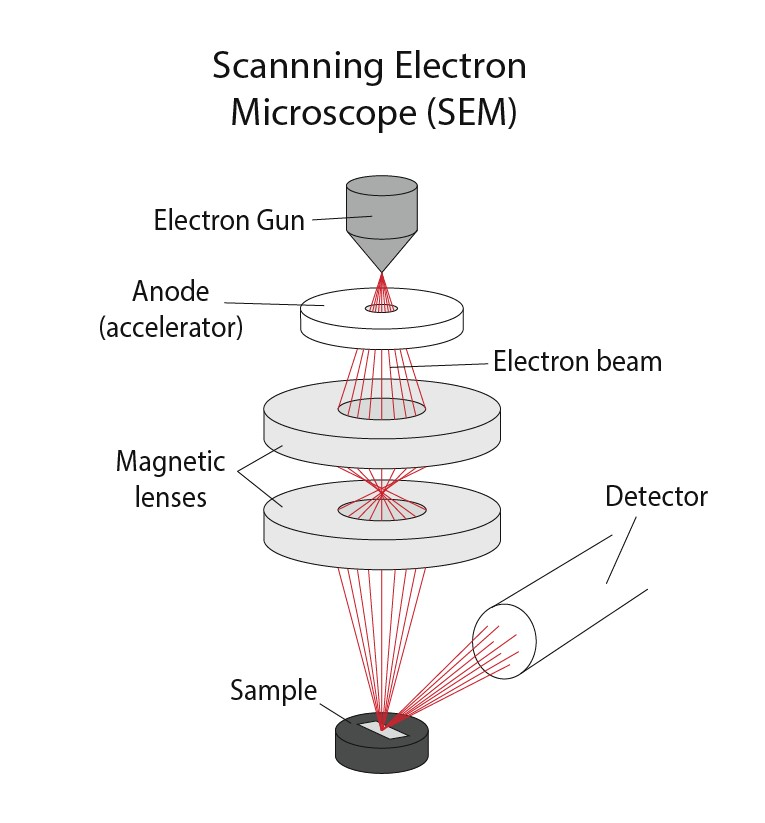 Scannning Electron
Microscope (SEM)
Electron Gun
Anode
(accelerator)
Electron beam
Magnetic
lenses
Detector
Sample